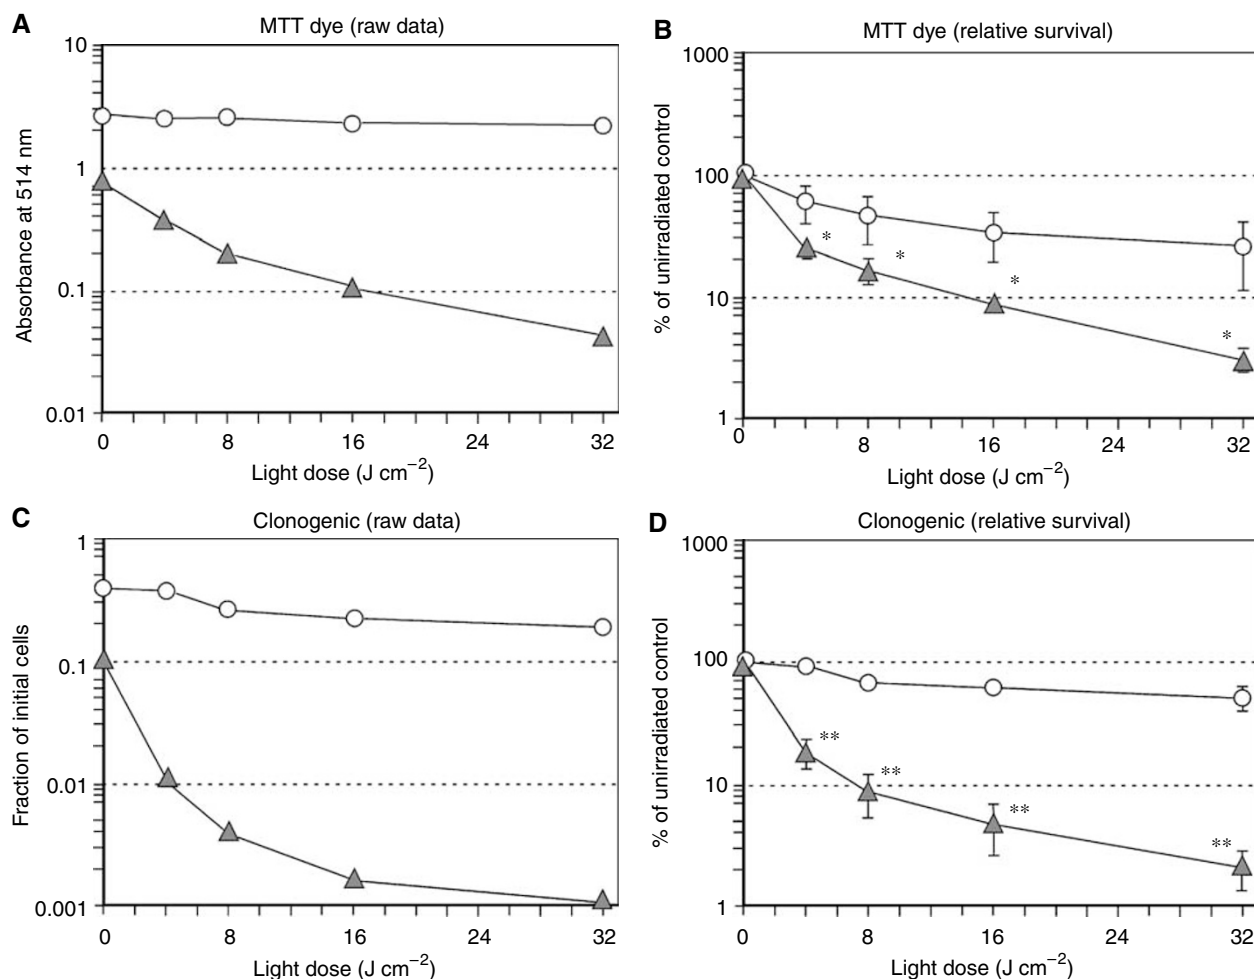 A
MTT dye (raw data)
10
1
0.1
0.01
Absorbance at 514 nm
0 8 16 24 32
Light dose (J cm−2)
B
MTT dye (relative survival)
1000
100
10
1
% of unirradiated control
*
*
*
*
0 8 16 24 32
Light dose (J cm−2)
C
Clonogenic (raw data)
1
0.1
0.01
0.001
Fraction of initial cells
0 8 16 24 32
Light dose (J cm−2)
D
Clonogenic (relative survival)
1000
100
10
1
% of unirradiated control
**
**
**
**
0 8 16 24 32
Light dose (J cm−2)